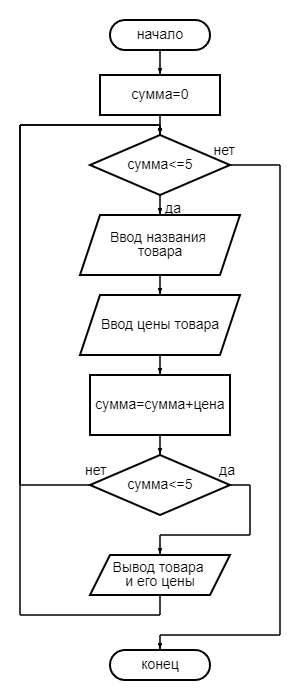 начало
сумма=0
сумма<=5
нет
да
Ввод названия
товара
Ввод цены товара
сумма=сумма+цена
нет
сумма<=5
да
Вывод товара
и его цены
конец